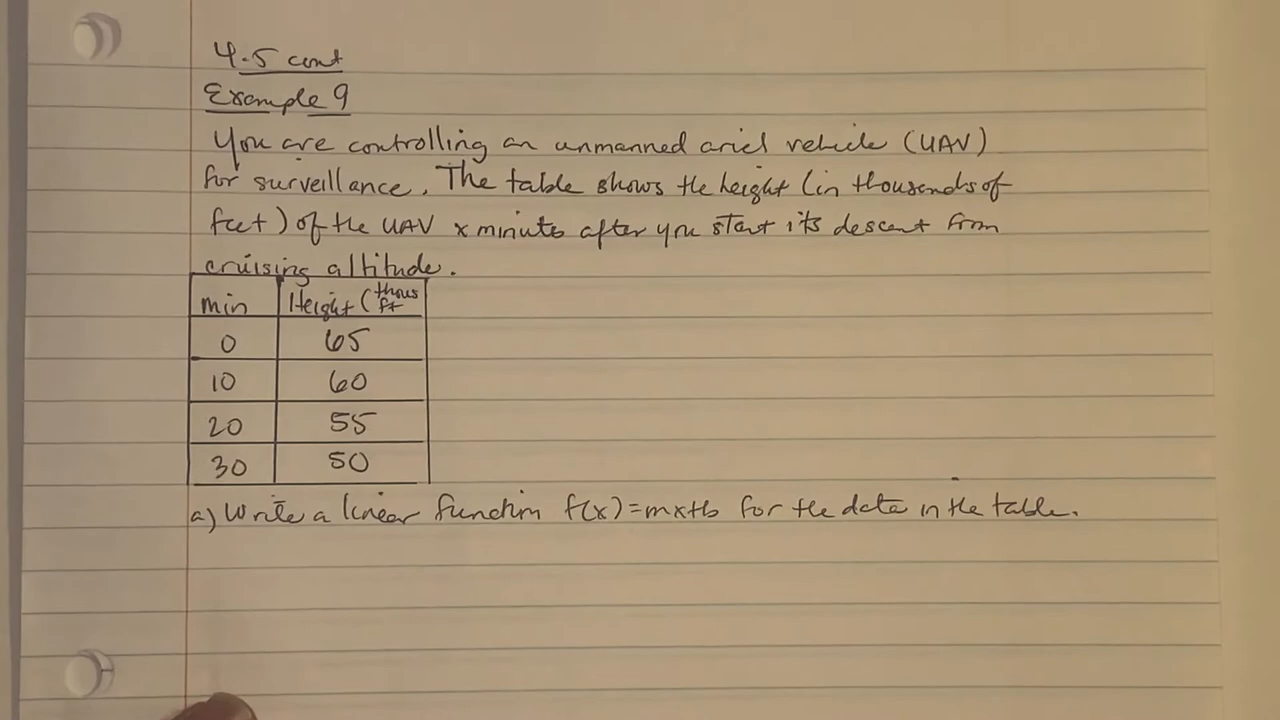 4.5 cont
Example 9
You are controlling an unmanned ariel vehicle (UAV)
for surveillance. The table shows the height (in thousands of
feet) of the UAV x minutes after you start its descent from
cruising altitude.
min Height (thous ft
0 65
10 60
20 55
30 50
a) Write a linear function f(x)=mx+b for the data in the table.